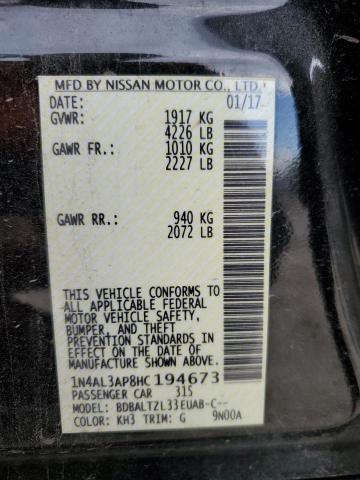 MFD BY NISSAN MOTOR CO., LTD.
DATE: 01/17
GVWR: 1917 KG
4226 LB
GAWR FR: 1010 KG
2227 LB
GAWR RR: 940 KG
2072 LB
THIS VEHICLE CONFORMS TO
ALL APPLICABLE FEDERAL
MOTOR VEHICLE SAFETY,
BUMPER, AND THEFT
PREVENTION STANDARDS IN
EFFECT ON THE DATE OF
MANUFACTURE SHOWN ABOVE.
1N4AL3AP8HC 194673
PASSENGER CAR 315
MODEL: BDBALTZL33EUAB-C--
COLOR: KH3 TRIM: G 9N00A